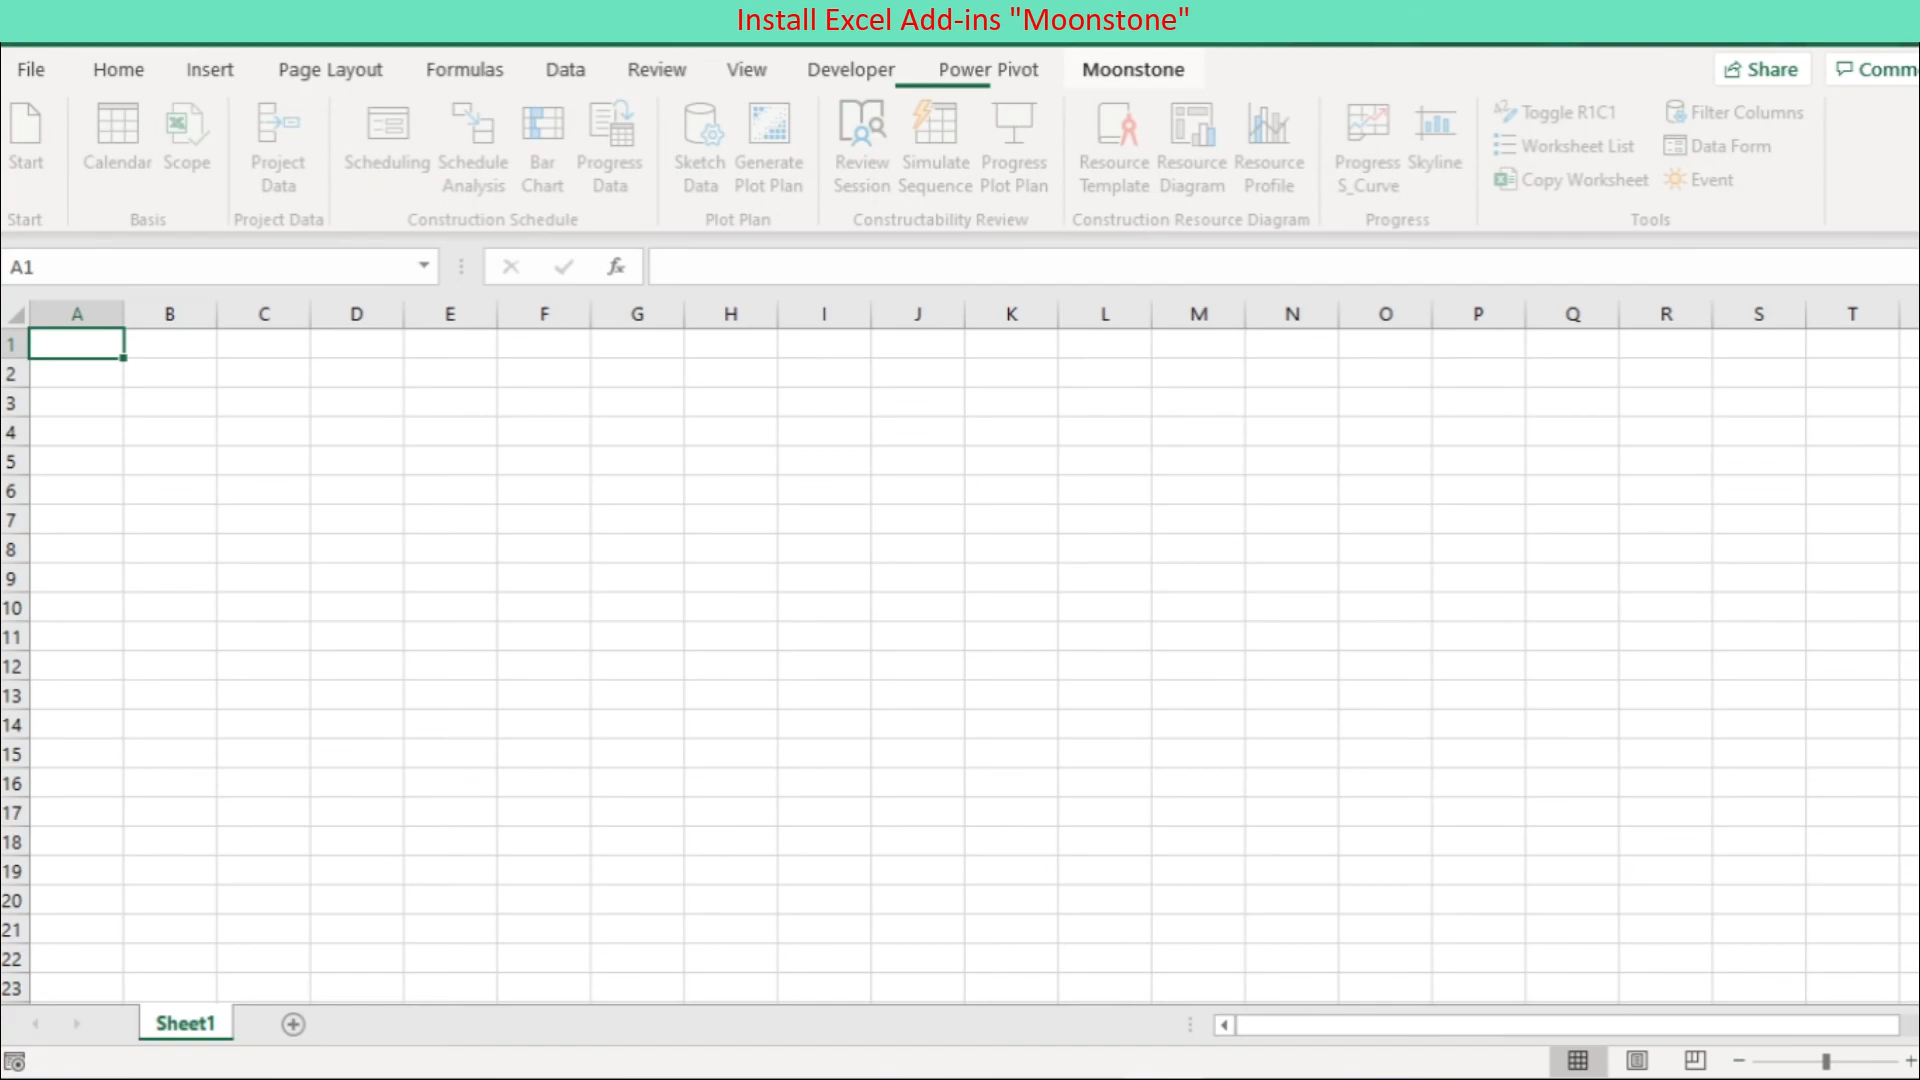 Install Excel Add-ins "Moonstone"
File Home Insert Page Layout Formulas Data Review View Developer Power Pivot Moonstone Share Comm
Start Calendar Scope Project Data Scheduling Schedule Analysis Bar Chart Progress Data Sketch Data Generate Plot Plan Review Session Simulate Sequence Progress Plot Plan Resource Template Resource Diagram Resource Profile Progress S_Curve Skyline
Toggle R1C1 Filter Columns
Worksheet List Data Form
Copy Worksheet Event
Start Basis Project Data Construction Schedule Plot Plan Constructability Review Construction Resource Diagram Progress Tools
A1 fx
A B C D E F G H I J K L M N O P Q R S T
1
2
3
4
5
6
7
8
9
10
11
12
13
14
15
16
17
18
19
20
21
22
23
Sheet1